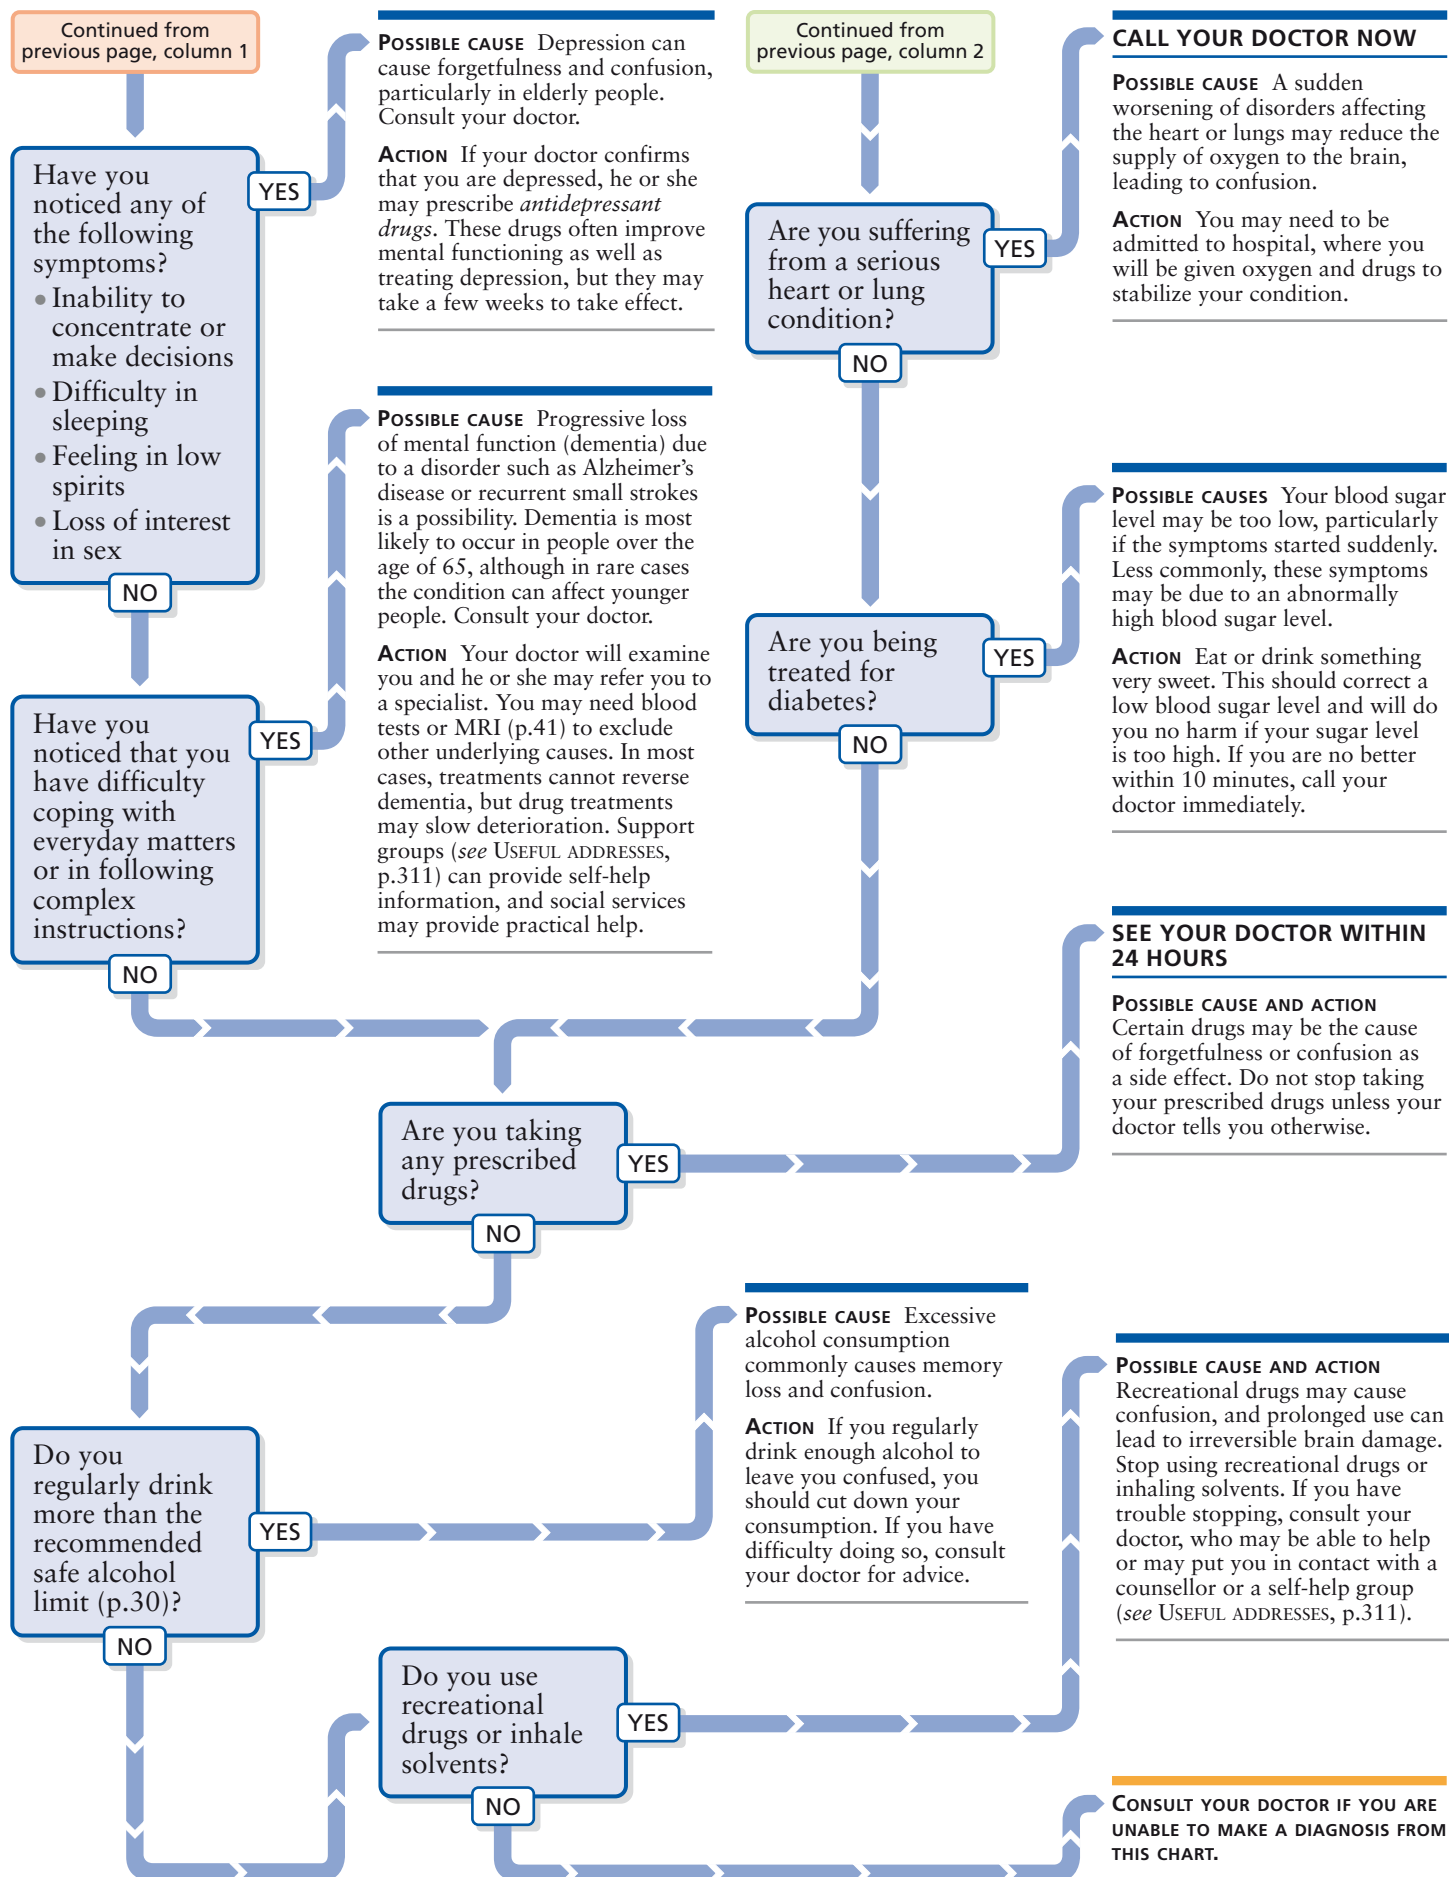 Continued from
previous page, column 1
Have you
noticed any of
the following
symptoms?
• Inability to
concentrate or
make decisions
• Difficulty in
sleeping
• Feeling in low
spirits
• Loss of interest
in sex
YES
NO
POSSIBLE CAUSE Depression can
cause forgetfulness and confusion,
particularly in elderly people.
Consult your doctor.
ACTION If your doctor confirms
that you are depressed, he or she
may prescribe antidepressant
drugs. These drugs often improve
mental functioning as well as
treating depression, but they may
take a few weeks to take effect.
Have you
noticed that you
have difficulty
coping with
everyday matters
or in following
complex
instructions?
YES
NO
POSSIBLE CAUSE Progressive loss
of mental function (dementia) due
to a disorder such as Alzheimer's
disease or recurrent small strokes
is a possibility. Dementia is most
likely to occur in people over the
age of 65, although in rare cases
the condition can affect younger
people. Consult your doctor.
ACTION Your doctor will examine
you and he or she may refer you to
a specialist. You may need blood
tests or MRI (p.41) to exclude
other underlying causes. In most
cases, treatments cannot reverse
dementia, but drug treatments
may slow deterioration. Support
groups (see USEFUL ADDRESSES,
p.311) can provide self-help
information, and social services
may provide practical help.
Continued from
previous page, column 2
Are you suffering
from a serious
heart or lung
condition?
YES
NO
CALL YOUR DOCTOR NOW
POSSIBLE CAUSE A sudden
worsening of disorders affecting
the heart or lungs may reduce the
supply of oxygen to the brain,
leading to confusion.
ACTION You may need to be
admitted to hospital, where you
will be given oxygen and drugs to
stabilize your condition.
Are you being
treated for
diabetes?
YES
NO
POSSIBLE CAUSES Your blood sugar
level may be too low, particularly
if the symptoms started suddenly.
Less commonly, these symptoms
may be due to an abnormally
high blood sugar level.
ACTION Eat or drink something
very sweet. This should correct a
low blood sugar level and will do
you no harm if your sugar level
is too high. If you are no better
within 10 minutes, call your
doctor immediately.
Are you taking
any prescribed
drugs?
YES
NO
SEE YOUR DOCTOR WITHIN
24 HOURS
POSSIBLE CAUSE AND ACTION
Certain drugs may be the cause
of forgetfulness or confusion as
a side effect. Do not stop taking
your prescribed drugs unless your
doctor tells you otherwise.
Do you
regularly drink
more than the
recommended
safe alcohol
limit (p.30)?
YES
NO
POSSIBLE CAUSE Excessive
alcohol consumption
commonly causes memory
loss and confusion.
ACTION If you regularly
drink enough alcohol to
leave you confused, you
should cut down your
consumption. If you have
difficulty doing so, consult
your doctor for advice.
Do you use
recreational
drugs or inhale
solvents?
YES
NO
POSSIBLE CAUSE AND ACTION
Recreational drugs may cause
confusion, and prolonged use can
lead to irreversible brain damage.
Stop using recreational drugs or
inhaling solvents. If you have
trouble stopping, consult your
doctor, who may be able to help
or may put you in contact with a
counsellor or a self-help group
(see USEFUL ADDRESSES, p.311).
CONSULT YOUR DOCTOR IF YOU ARE
UNABLE TO MAKE A DIAGNOSIS FROM
THIS CHART.